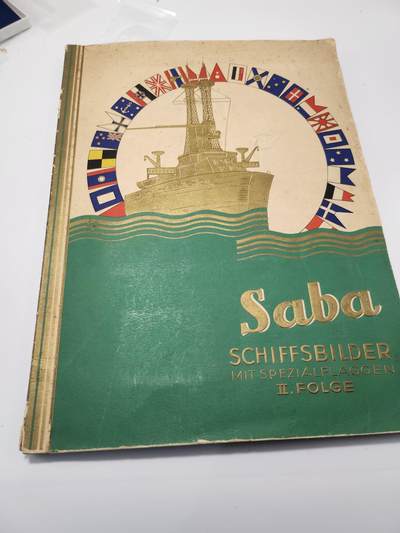 Saba
SCHIFFSBILDER
MIT SPEZIALFLAGGEN
II. FOLGE